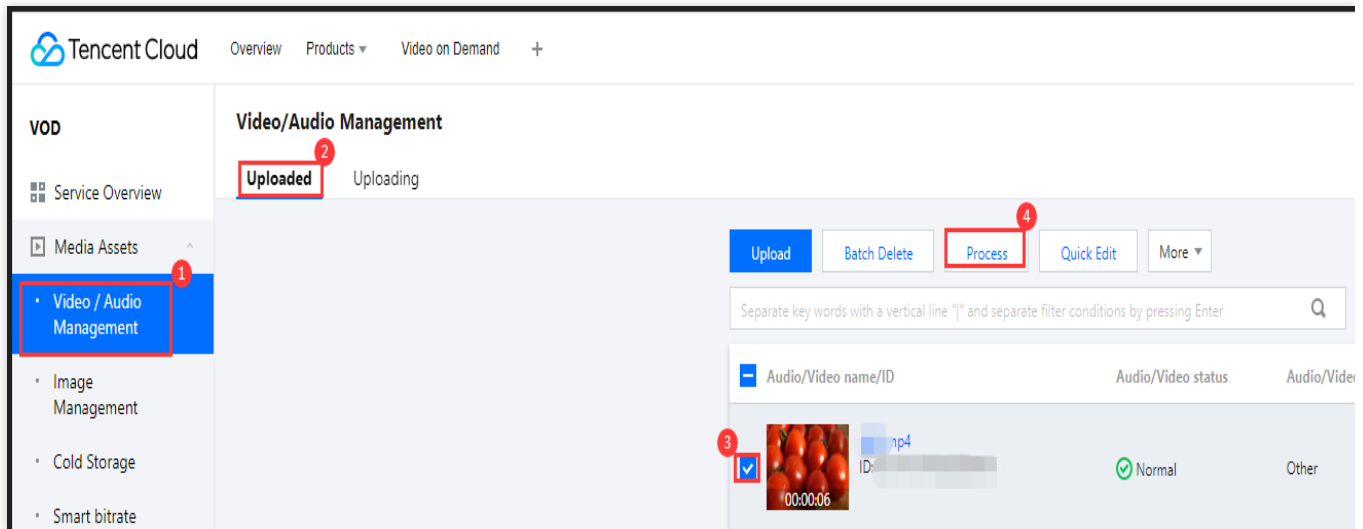 Tencent Cloud Overview Products Video on Demand +
VOD
Video/Audio Management
2
Uploaded Uploading
Service Overview
Media Assets
1
Video / Audio
Management
4
Upload Batch Delete Process Quick Edit More
Separate key words with a vertical line "|" and separate filter conditions by pressing Enter
Image
Management
Audio/Video name/ID Audio/Video status
3
mp4
ID:
Normal Other
00:00:06
Cold Storage
Smart bitrate